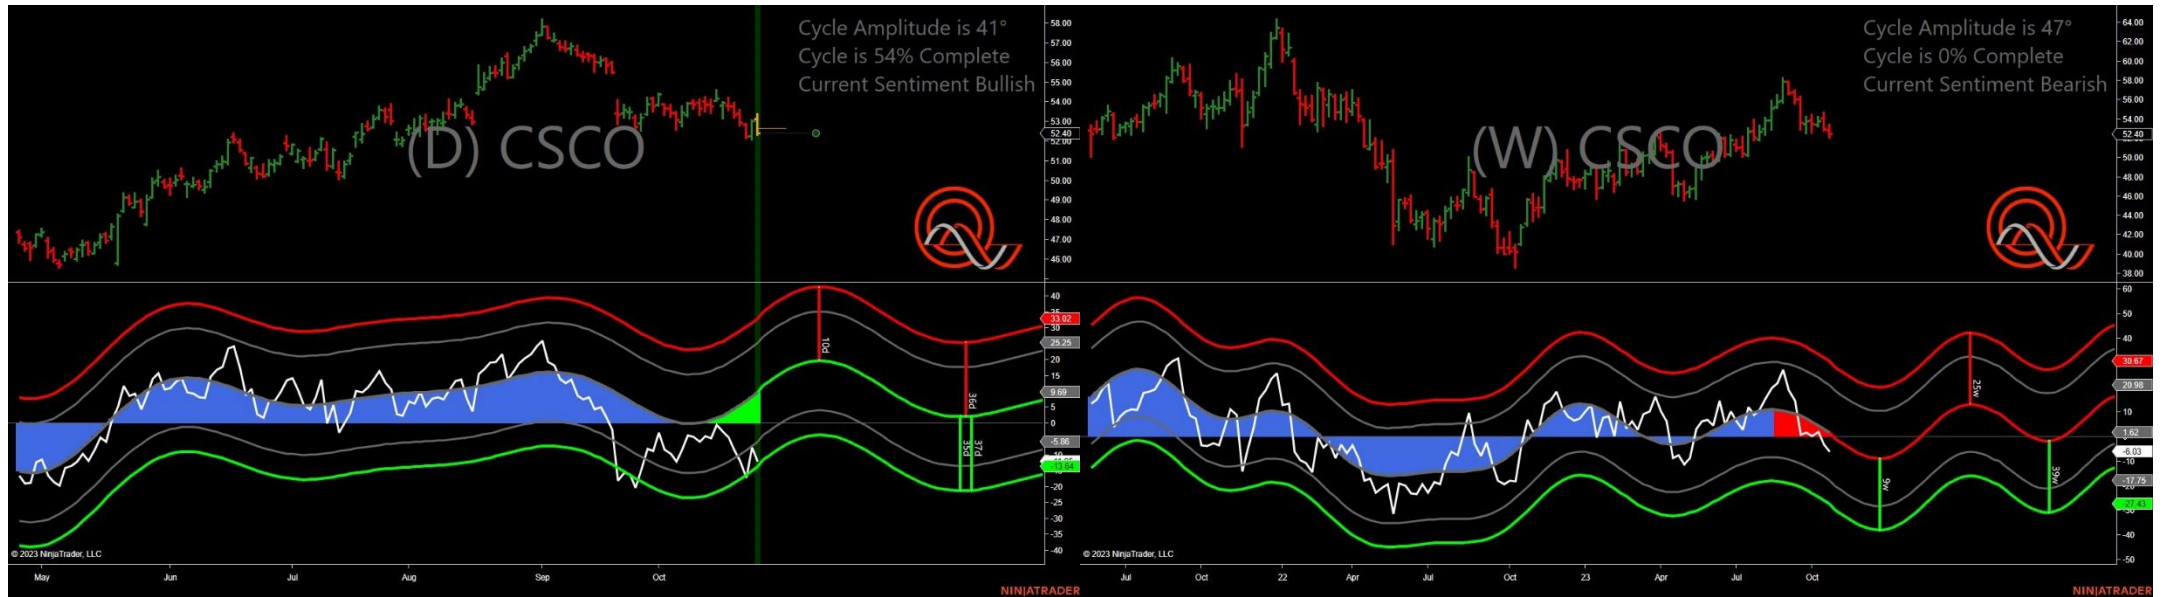 Cycle Amplitude is 41°
Cycle is 54% Complete
Current Sentiment Bullish
(D) CSCO
58.00
57.00
56.00
55.00
54.00
53.00
52.40
52.00
51.00
50.00
49.00
48.00
47.00
46.00
40
35
33.02
30
25.25
20
15
9.69
5
0
-5.86
-13.64
-20
-25
-30
-35
-40
10d
36d
35d
37d
© 2023 NinjaTrader, LLC
May Jun Jul Aug Sep Oct
NINJATRADER
Cycle Amplitude is 47°
Cycle is 0% Complete
Current Sentiment Bearish
(W) CSCO
64.00
62.00
60.00
58.00
56.00
54.00
52.40
50.00
48.00
46.00
44.00
42.00
40.00
38.00
60
50
40
30.67
20.98
10
1.62
-6.03
-10
-17.75
-27.43
-30
-40
-50
25w
9w
39w
© 2023 NinjaTrader, LLC
Jul Oct 22 Apr Jul Oct 23 Apr Jul Oct
NINJATRADER